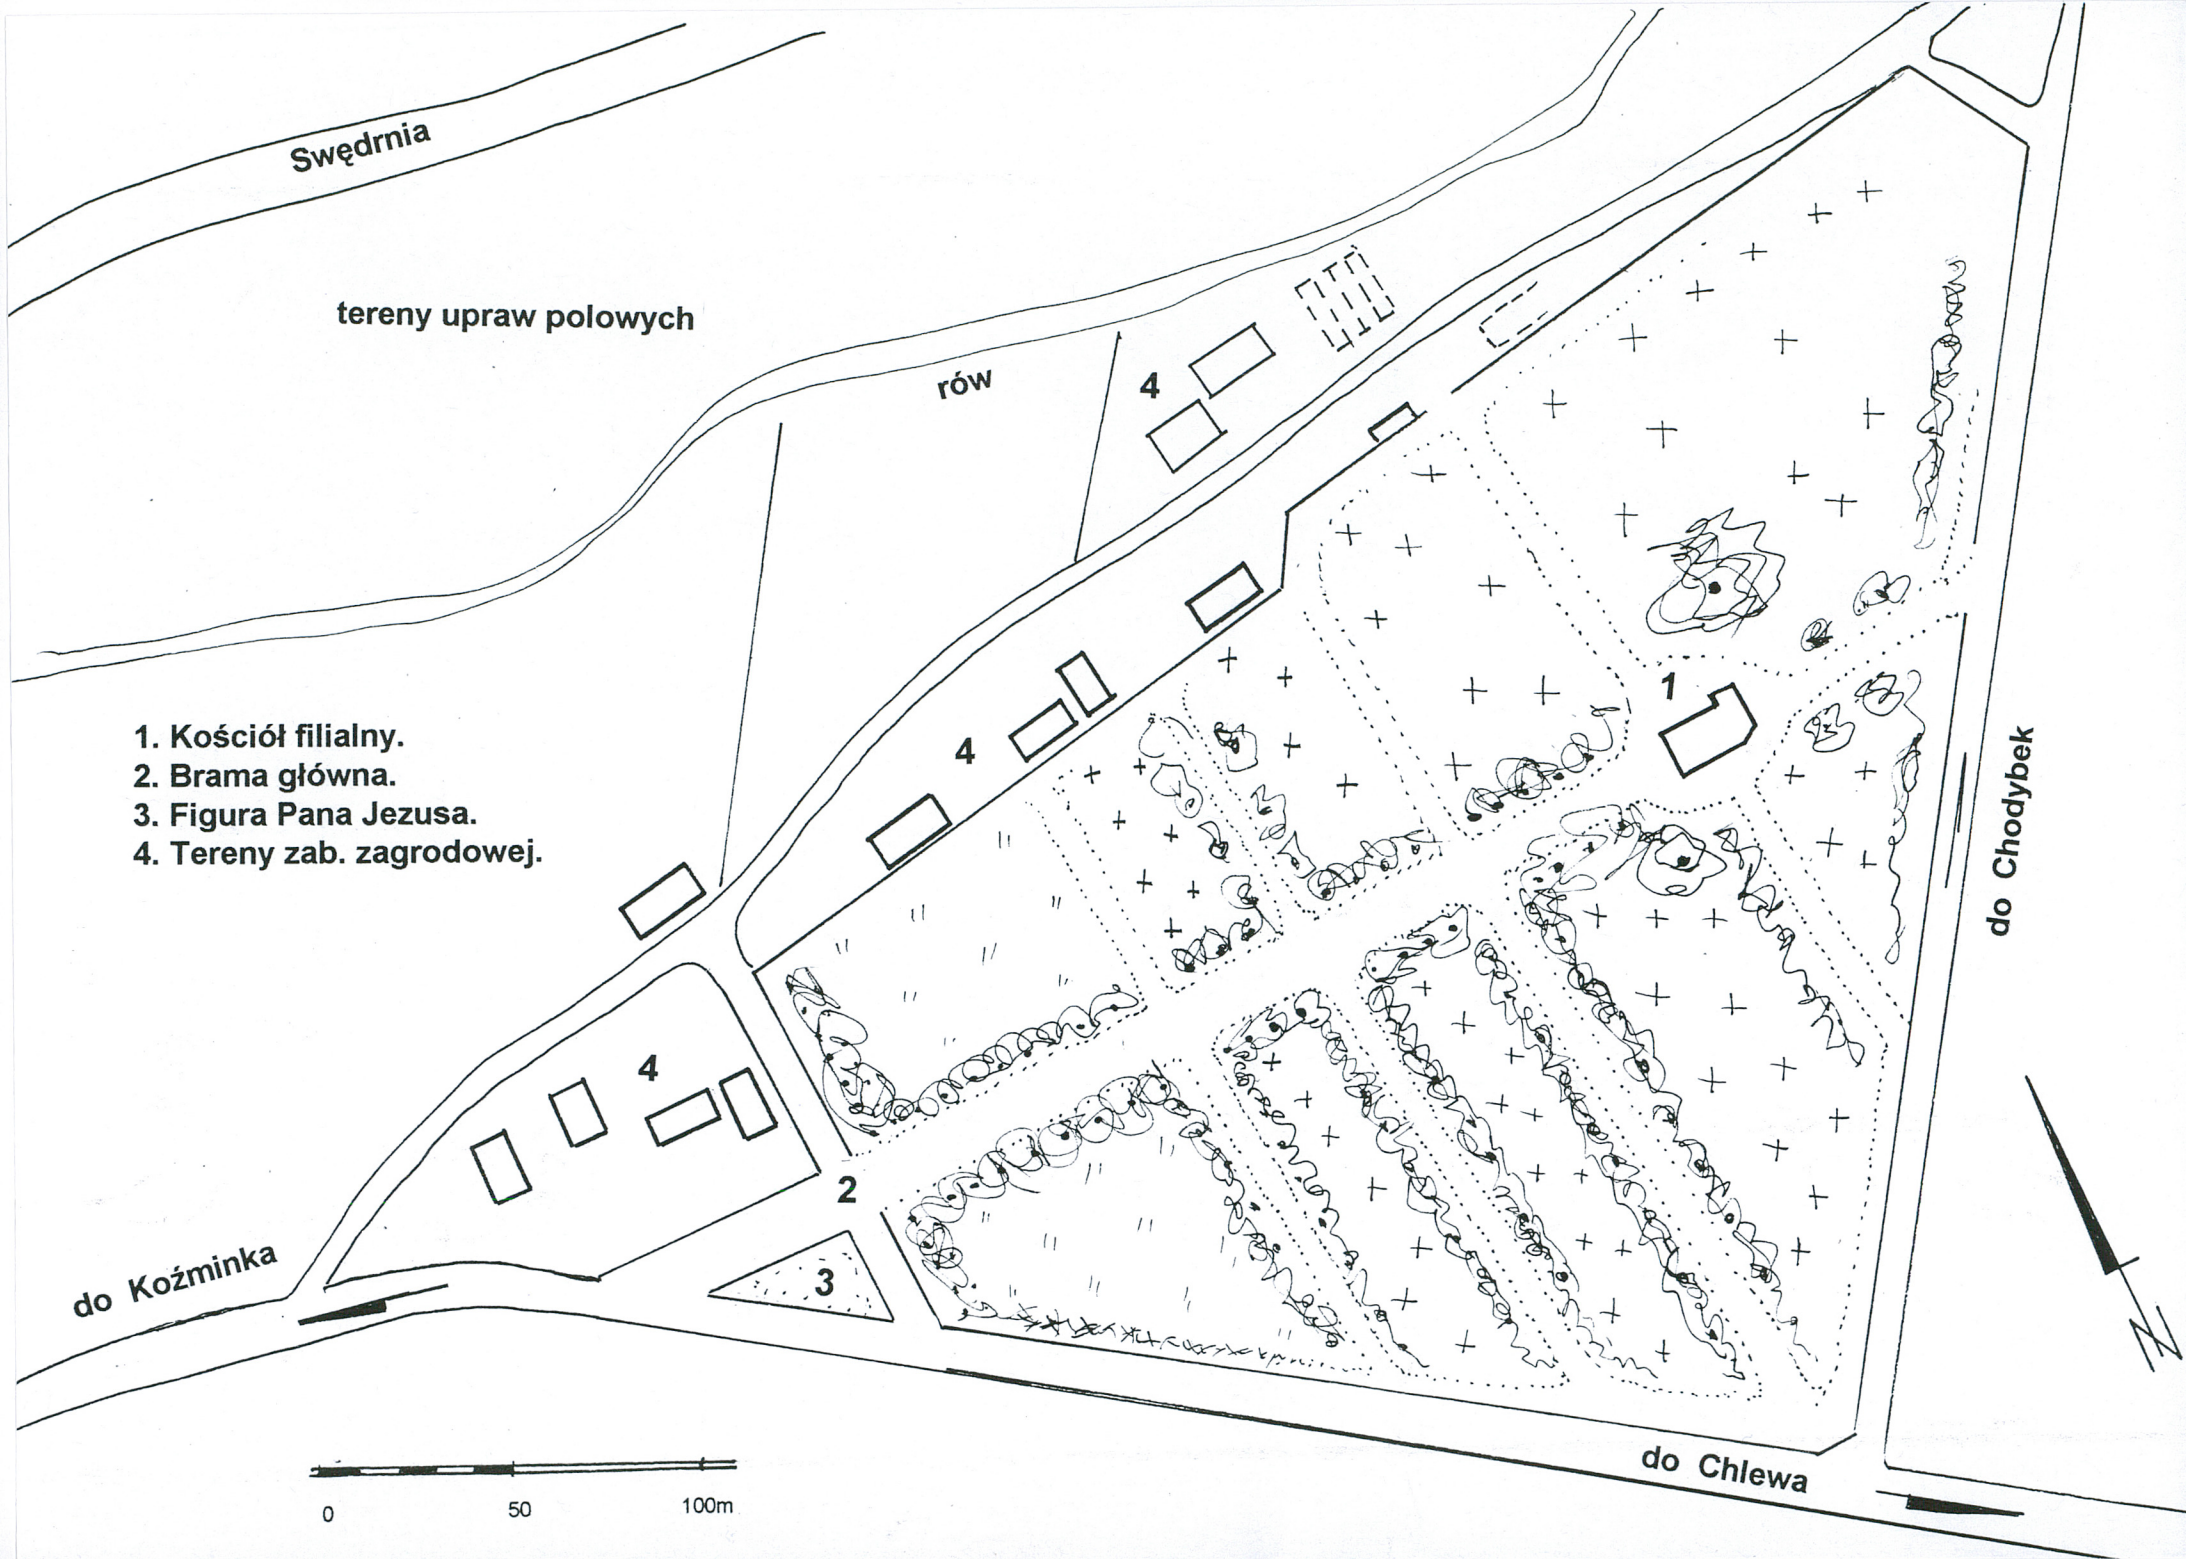 Swędrnia
tereny upraw polowych
rów
4
1
1. Kościół filialny.
2. Brama główna.
3. Figura Pana Jezusa.
4. Tereny zab. zagrodowej.
4
do Chodybek
4
2
3
do Koźminka
N
do Chlewa
0 50 100m